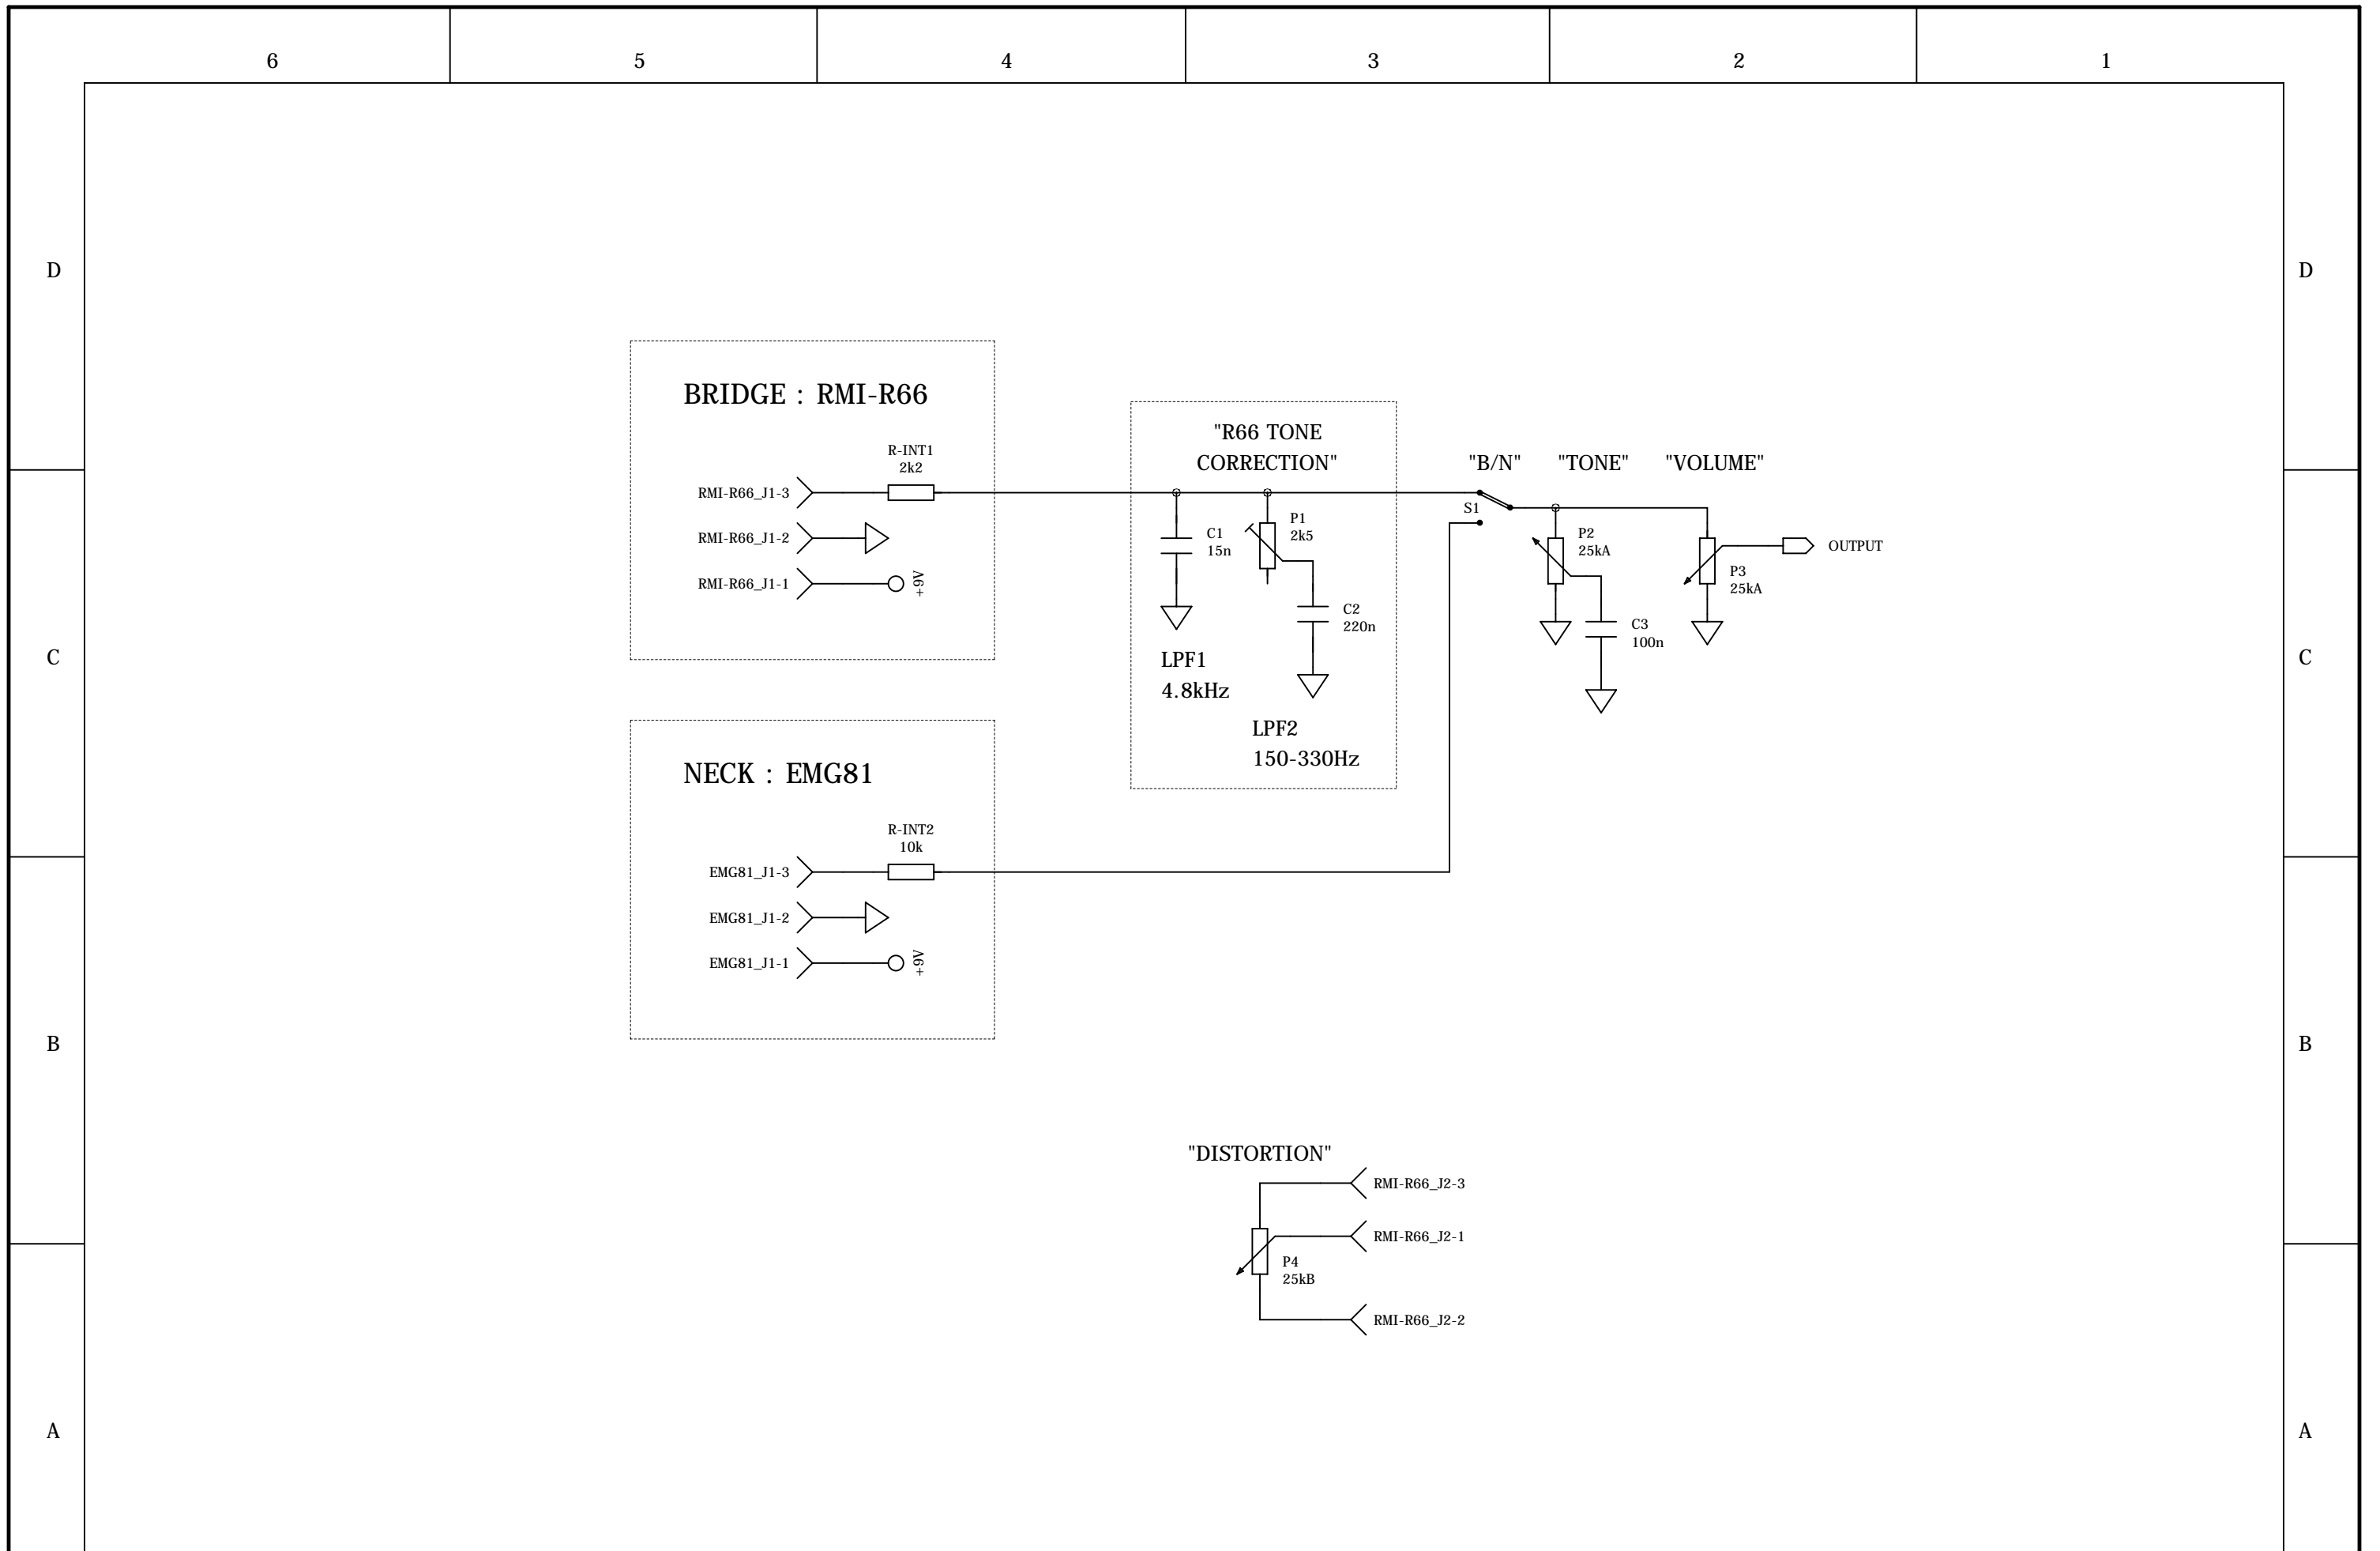 6 5 4 3 2 1
D
D
BRIDGE : RMI-R66
R-INT1
2k2
RMI-R66_J1-3
RMI-R66_J1-2
RMI-R66_J1-1
+9V
"R66 TONE
CORRECTION"
C1
15n
P1
2k5
C2
220n
LPF1
4.8kHz
LPF2
150-330Hz
"B/N" "TONE" "VOLUME"
S1
P2
25kA
C3
100n
P3
25kA
OUTPUT
C
C
NECK : EMG81
R-INT2
10k
EMG81_J1-3
EMG81_J1-2
EMG81_J1-1
+9V
B
B
"DISTORTION"
RMI-R66_J2-3
RMI-R66_J2-1
P4
25kB
RMI-R66_J2-2
A
A